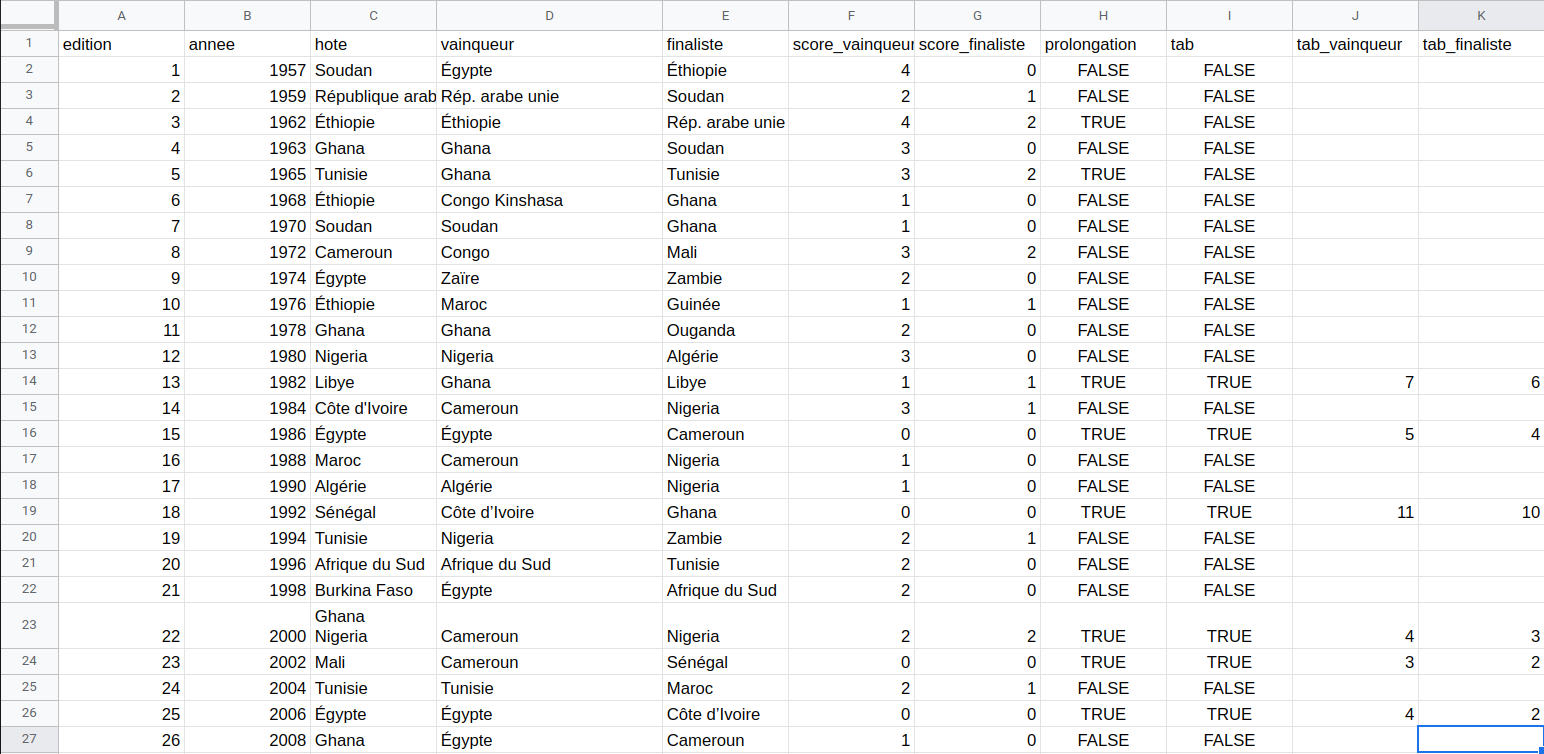 A B C D E F G H I J K
1 edition annee hote vainqueur finaliste score_vainqueur score_finaliste prolongation tab tab_vainqueur tab_finaliste
2 1 1957 Soudan Égypte Éthiopie 4 0 FALSE FALSE
3 2 1959 République arab Rép. arabe unie Soudan 2 1 FALSE FALSE
4 3 1962 Éthiopie Éthiopie Rép. arabe unie 4 2 TRUE FALSE
5 4 1963 Ghana Ghana Soudan 3 0 FALSE FALSE
6 5 1965 Tunisie Ghana Tunisie 3 2 TRUE FALSE
7 6 1968 Éthiopie Congo Kinshasa Ghana 1 0 FALSE FALSE
8 7 1970 Soudan Soudan Ghana 1 0 FALSE FALSE
9 8 1972 Cameroun Congo Mali 3 2 FALSE FALSE
10 9 1974 Égypte Zaïre Zambie 2 0 FALSE FALSE
11 10 1976 Éthiopie Maroc Guinée 1 1 FALSE FALSE
12 11 1978 Ghana Ghana Ouganda 2 0 FALSE FALSE
13 12 1980 Nigeria Nigeria Algérie 3 0 FALSE FALSE
14 13 1982 Libye Ghana Libye 1 1 TRUE TRUE 7 6
15 14 1984 Côte d'Ivoire Cameroun Nigeria 3 1 FALSE FALSE
16 15 1986 Égypte Égypte Cameroun 0 0 TRUE TRUE 5 4
17 16 1988 Maroc Cameroun Nigeria 1 0 FALSE FALSE
18 17 1990 Algérie Algérie Nigeria 1 0 FALSE FALSE
19 18 1992 Sénégal Côte d’Ivoire Ghana 0 0 TRUE TRUE 11 10
20 19 1994 Tunisie Nigeria Zambie 2 1 FALSE FALSE
21 20 1996 Afrique du Sud Afrique du Sud Tunisie 2 0 FALSE FALSE
22 21 1998 Burkina Faso Égypte Afrique du Sud 2 0 FALSE FALSE
Ghana
23 22 2000 Nigeria Cameroun Nigeria 2 2 TRUE TRUE 4 3
24 23 2002 Mali Cameroun Sénégal 0 0 TRUE TRUE 3 2
25 24 2004 Tunisie Tunisie Maroc 2 1 FALSE FALSE
26 25 2006 Égypte Égypte Côte d’Ivoire 0 0 TRUE TRUE 4 2
27 26 2008 Ghana Égypte Cameroun 1 0 FALSE FALSE